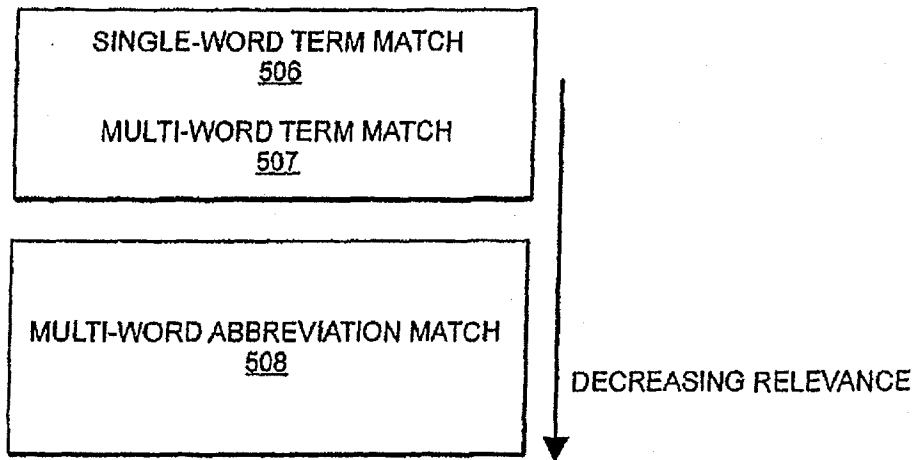 SINGLE-WORD TERM MATCH
506
MULTI-WORD TERM MATCH
507
MULTI-WORD ABBREVIATION MATCH
508
DECREASING RELEVANCE